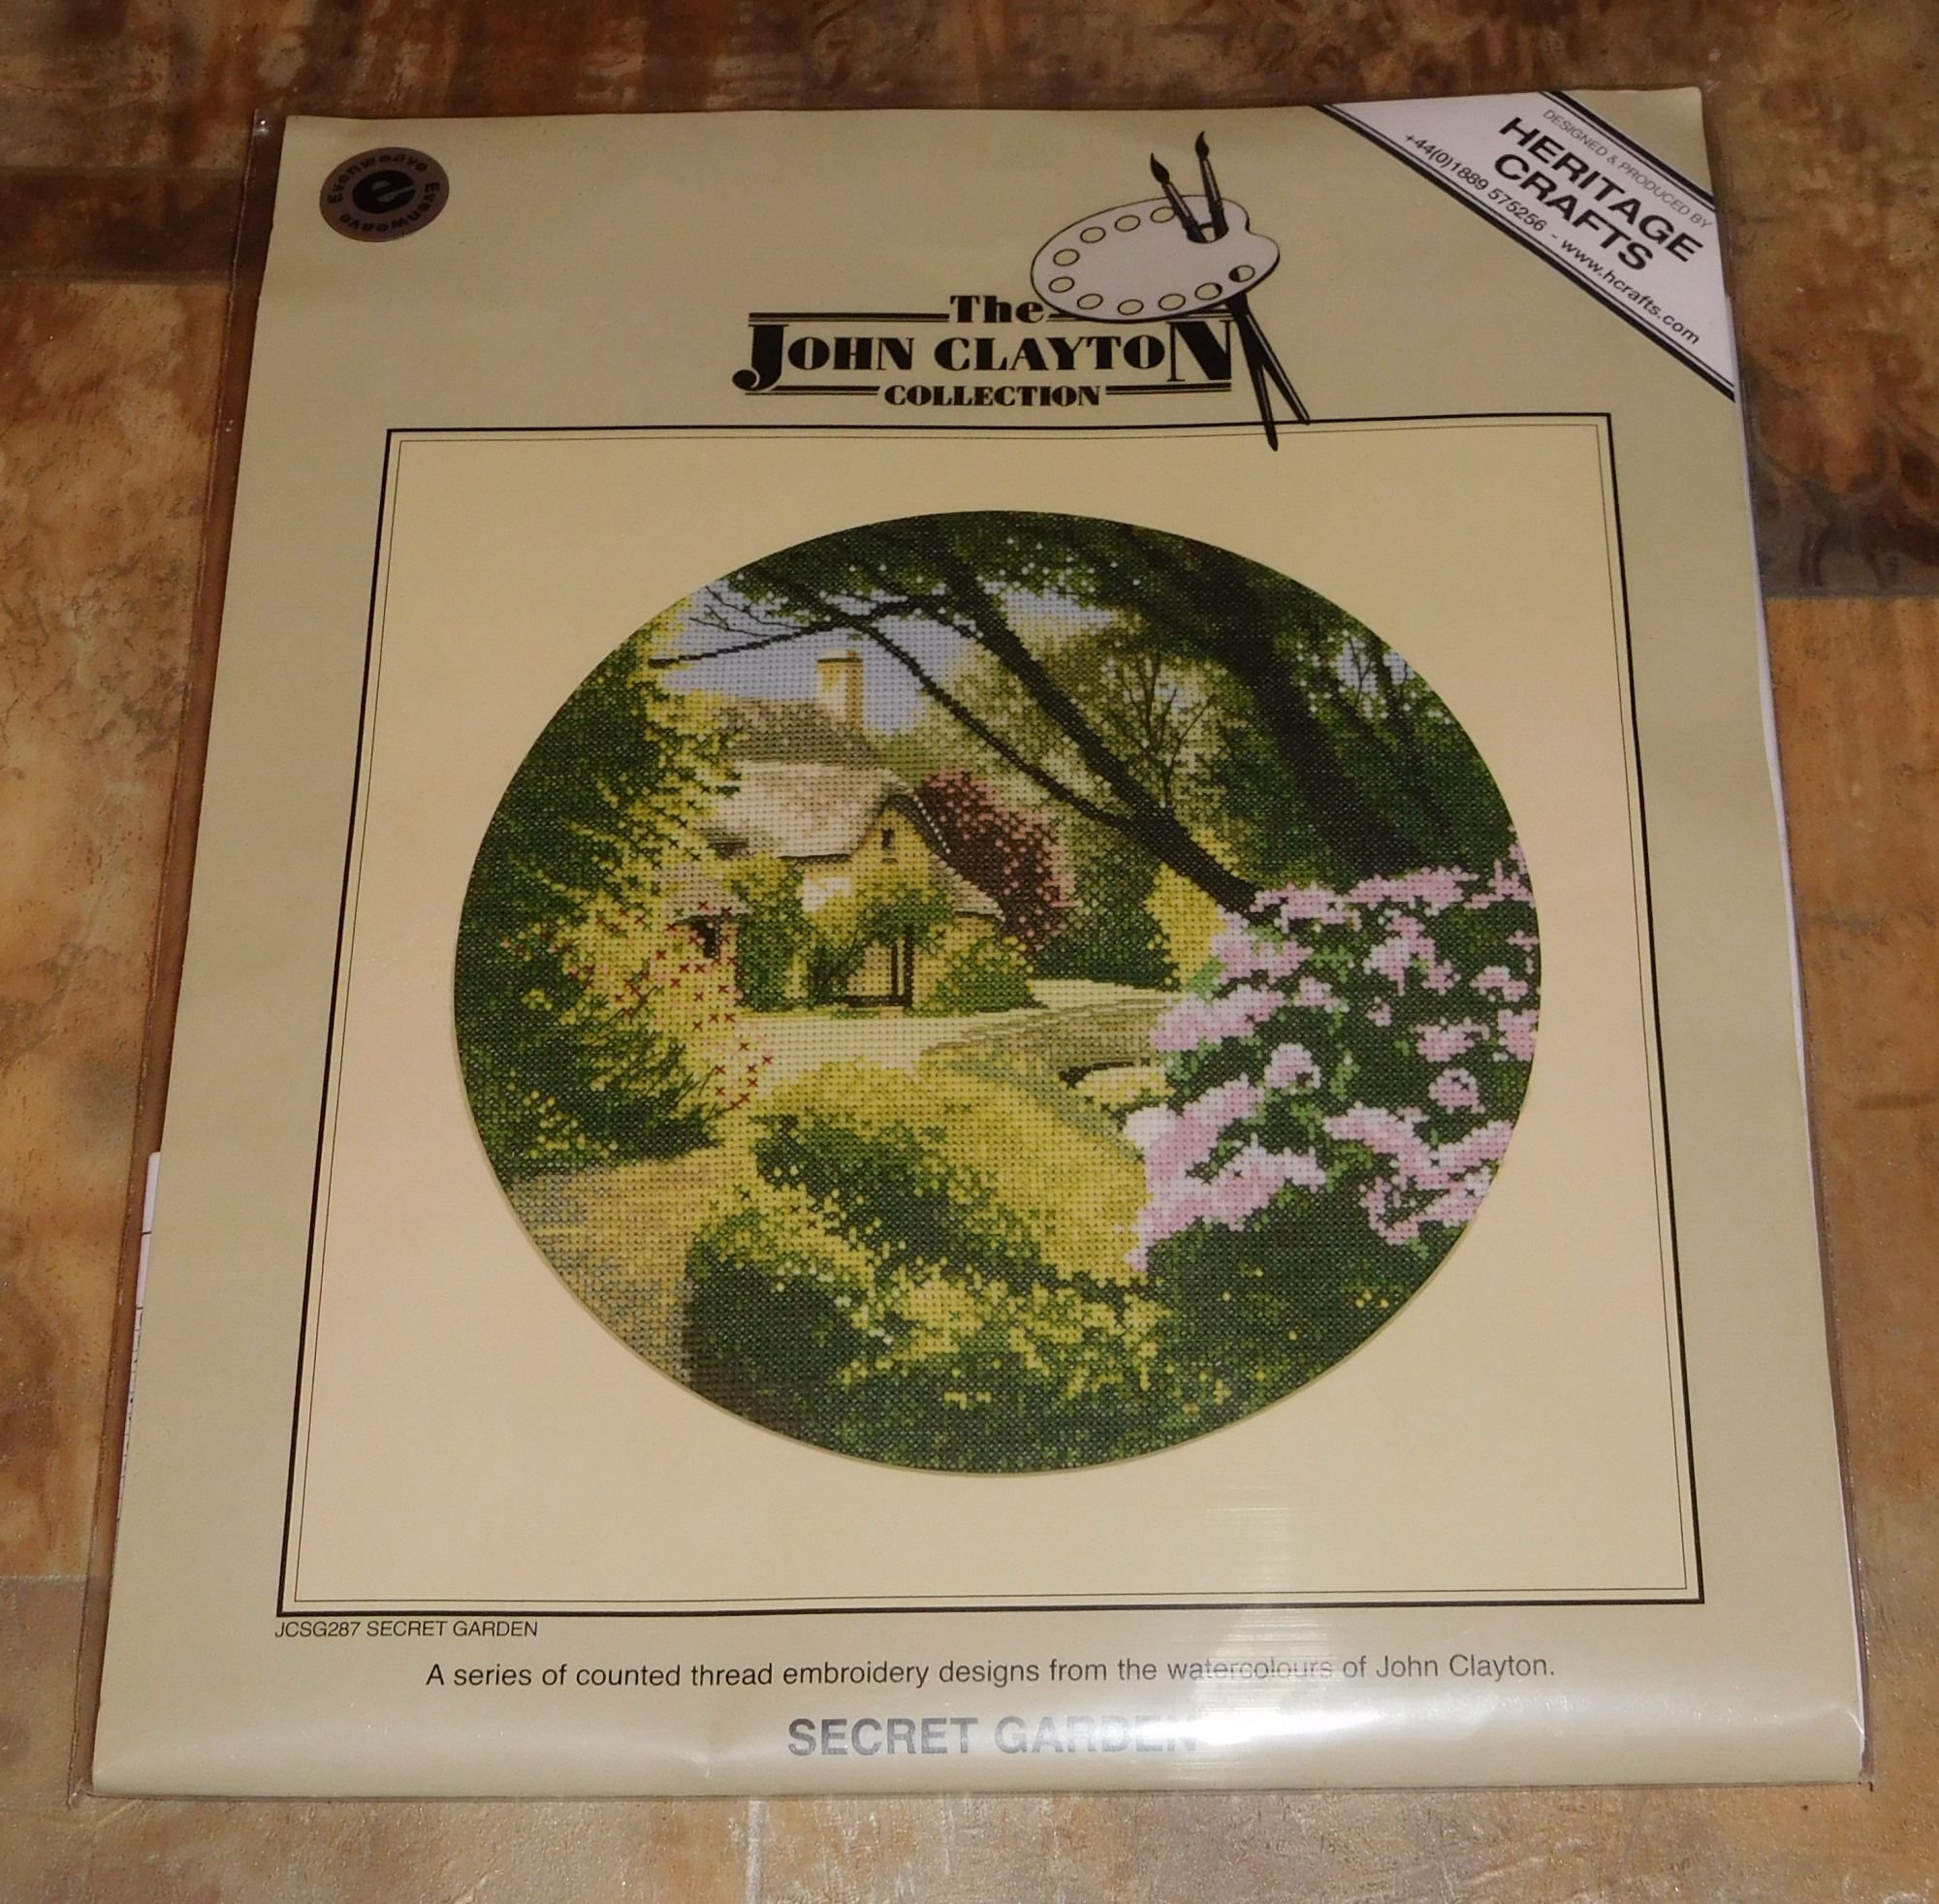 Evenweave Evenweave
e
DESIGNED & PRODUCED BY
HERITAGE
CRAFTS
+44(0)1889 575256 - www.hcrafts.com
The
JOHN CLAYTON
COLLECTION
JCSG287 SECRET GARDEN
A series of counted thread embroidery designs from the watercolours of John Clayton.
SECRET GARDEN